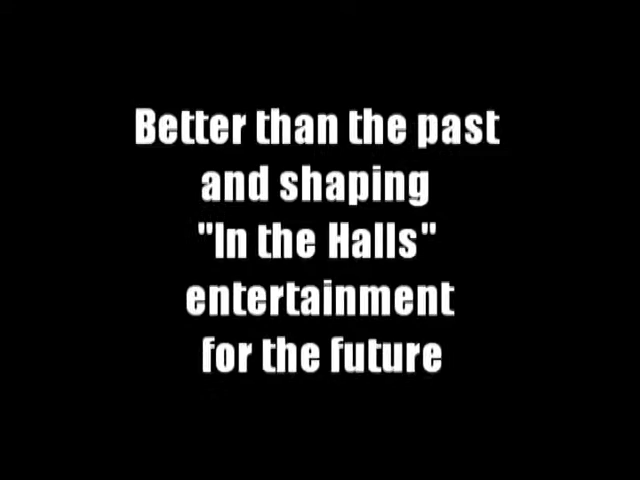 Better than the past
and shaping
"In the Halls"
entertainment
for the future